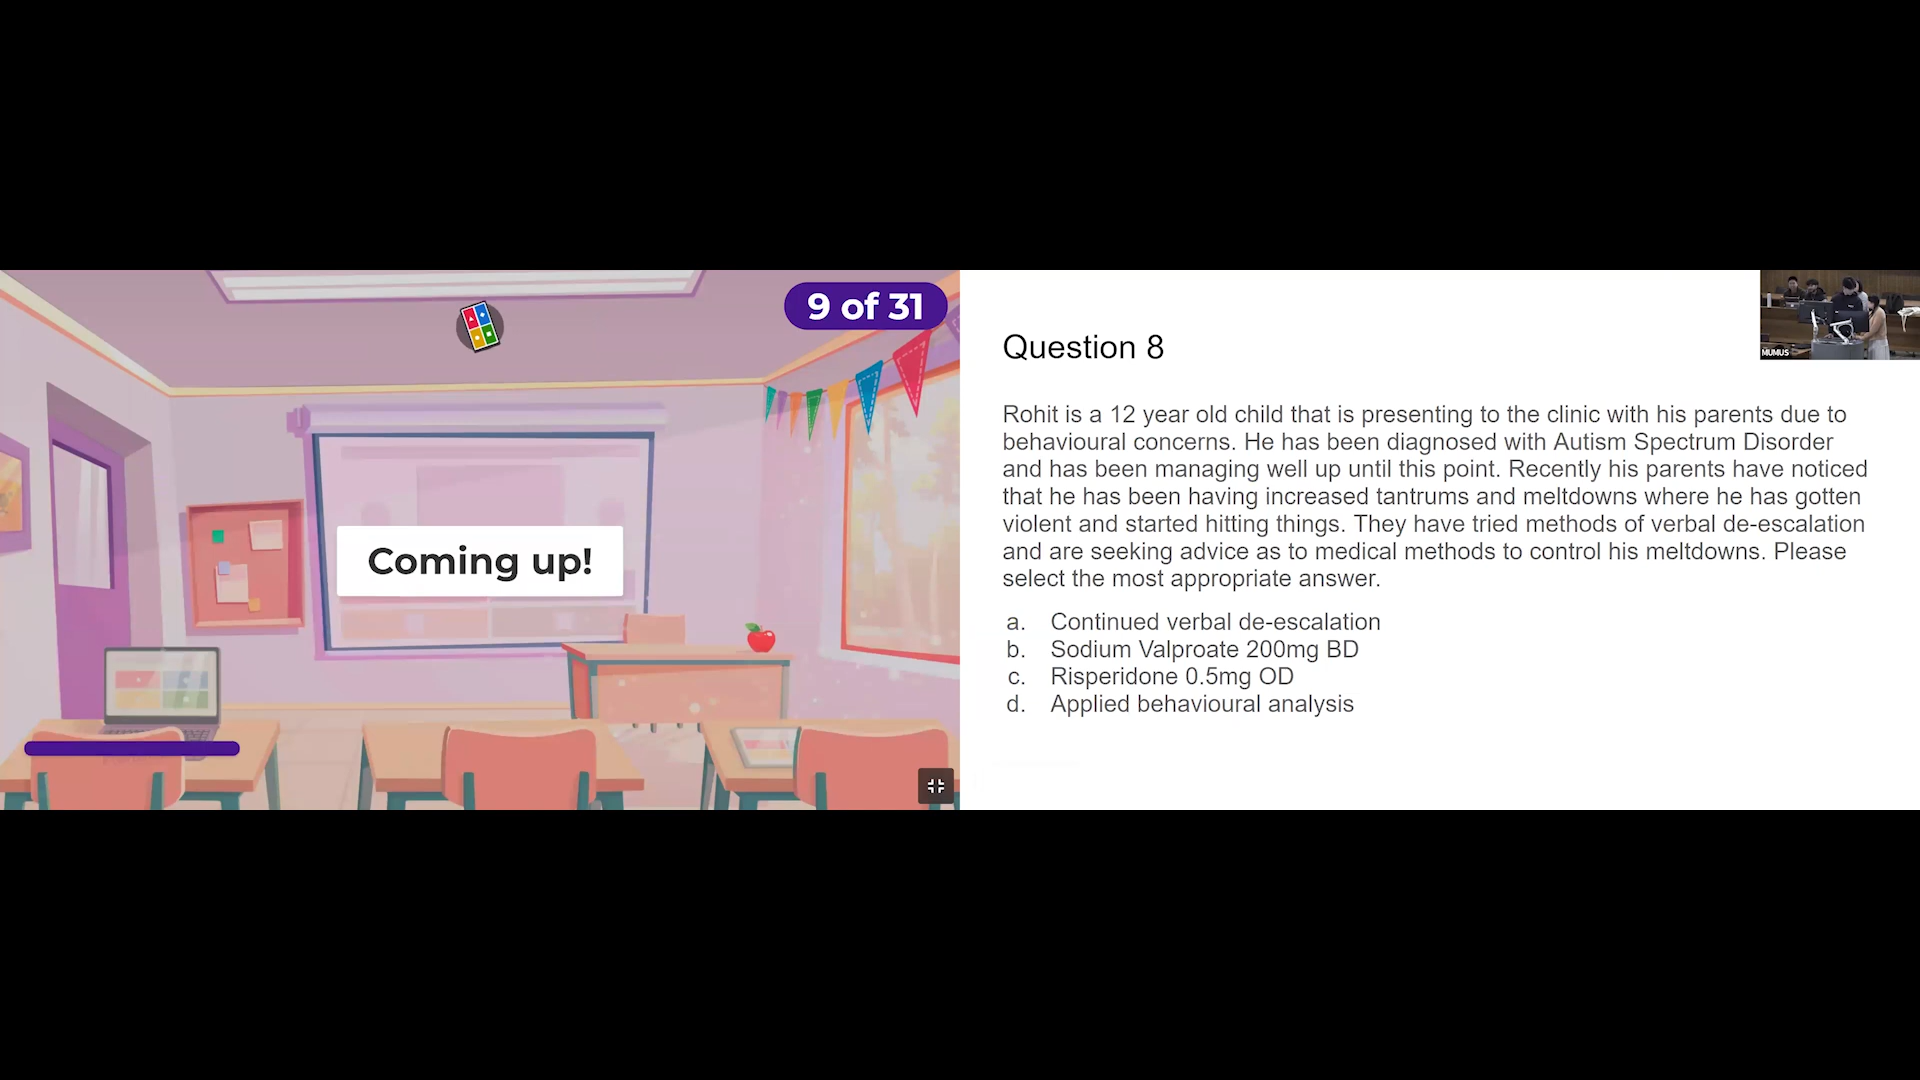 9 of 31
Coming up!
MUMUS
Question 8
Rohit is a 12 year old child that is presenting to the clinic with his parents due to
behavioural concerns. He has been diagnosed with Autism Spectrum Disorder
and has been managing well up until this point. Recently his parents have noticed
that he has been having increased tantrums and meltdowns where he has gotten
violent and started hitting things. They have tried methods of verbal de-escalation
and are seeking advice as to medical methods to control his meltdowns. Please
select the most appropriate answer.
a. Continued verbal de-escalation
b. Sodium Valproate 200mg BD
c. Risperidone 0.5mg OD
d. Applied behavioural analysis